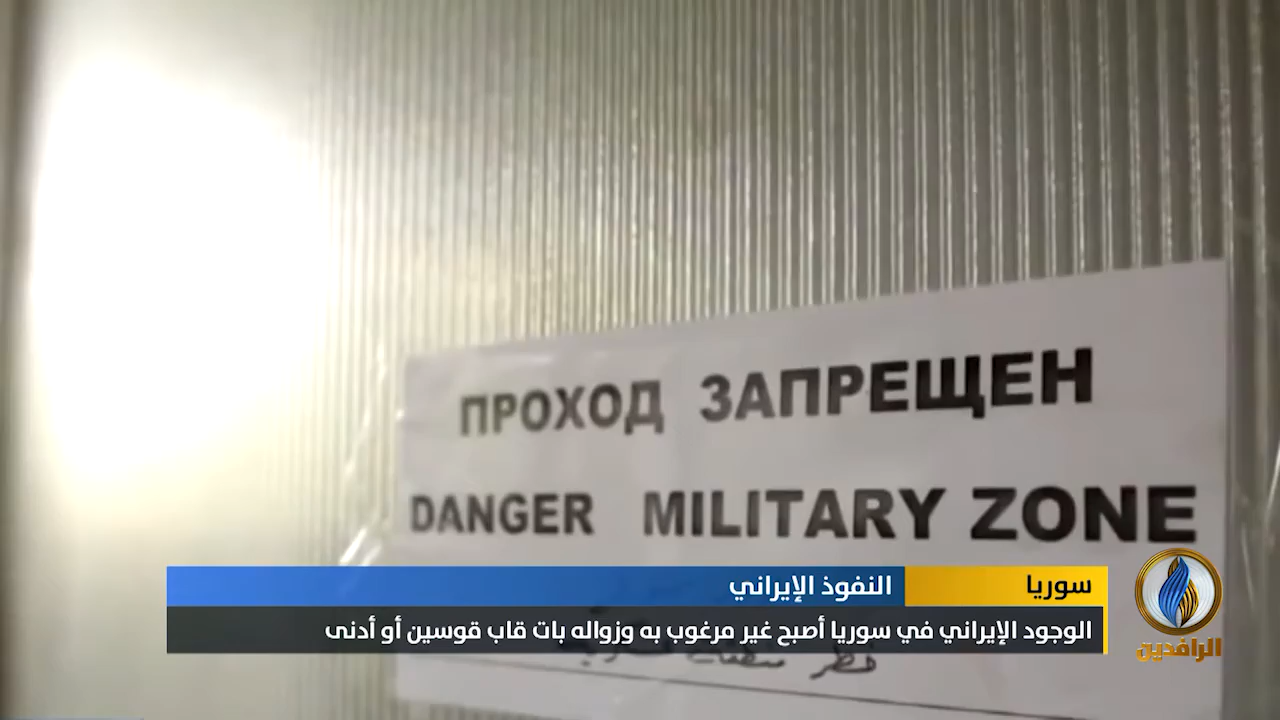 ПРОХОД ЗАПРЕЩЕН
DANGER MILITARY ZONE
سوريا
النفوذ الإيراني
الوجود الإيراني في سوريا أصبح غير مرغوب به وزواله بات قاب قوسين أو أدنى
خطر
الرافدين